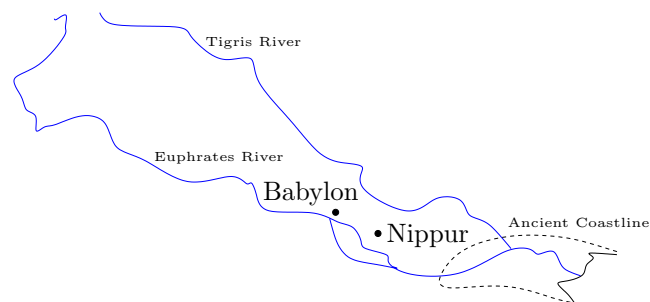 Tigris River
Euphrates River
Babylon
Ancient Coastline
Nippur